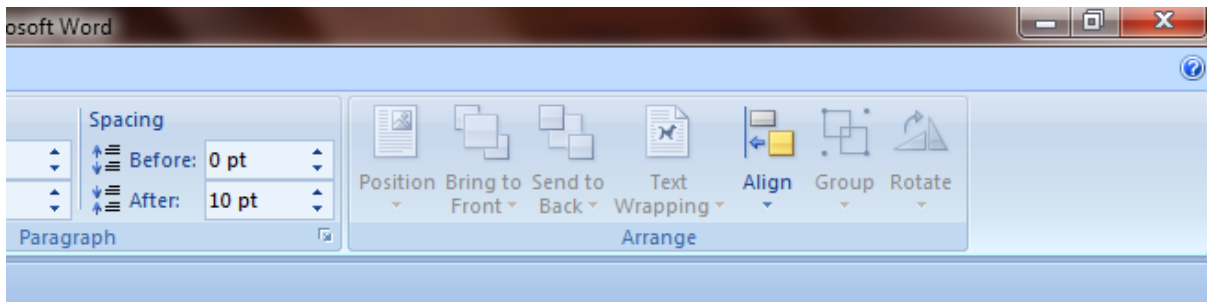 osoft Word
Spacing
Before: 0 pt
After: 10 pt
Position Bring to Front Send to Back Text Wrapping Align Group Rotate
Paragraph
Arrange